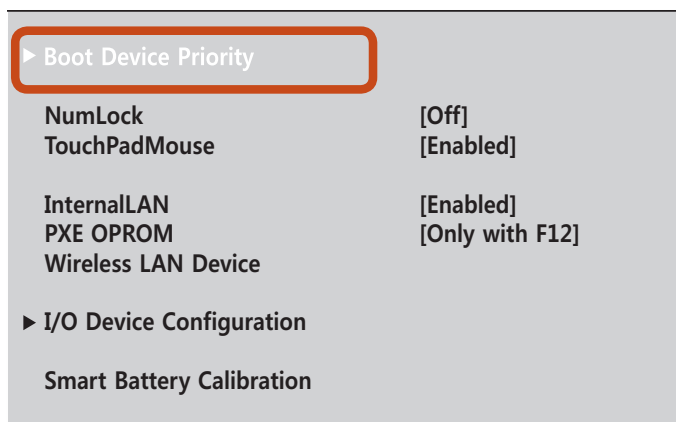 ▶ Boot Device Priority
NumLock [Off]
TouchPadMouse [Enabled]
InternalLAN [Enabled]
PXE OPROM [Only with F12]
Wireless LAN Device
▶ I/O Device Configuration
Smart Battery Calibration